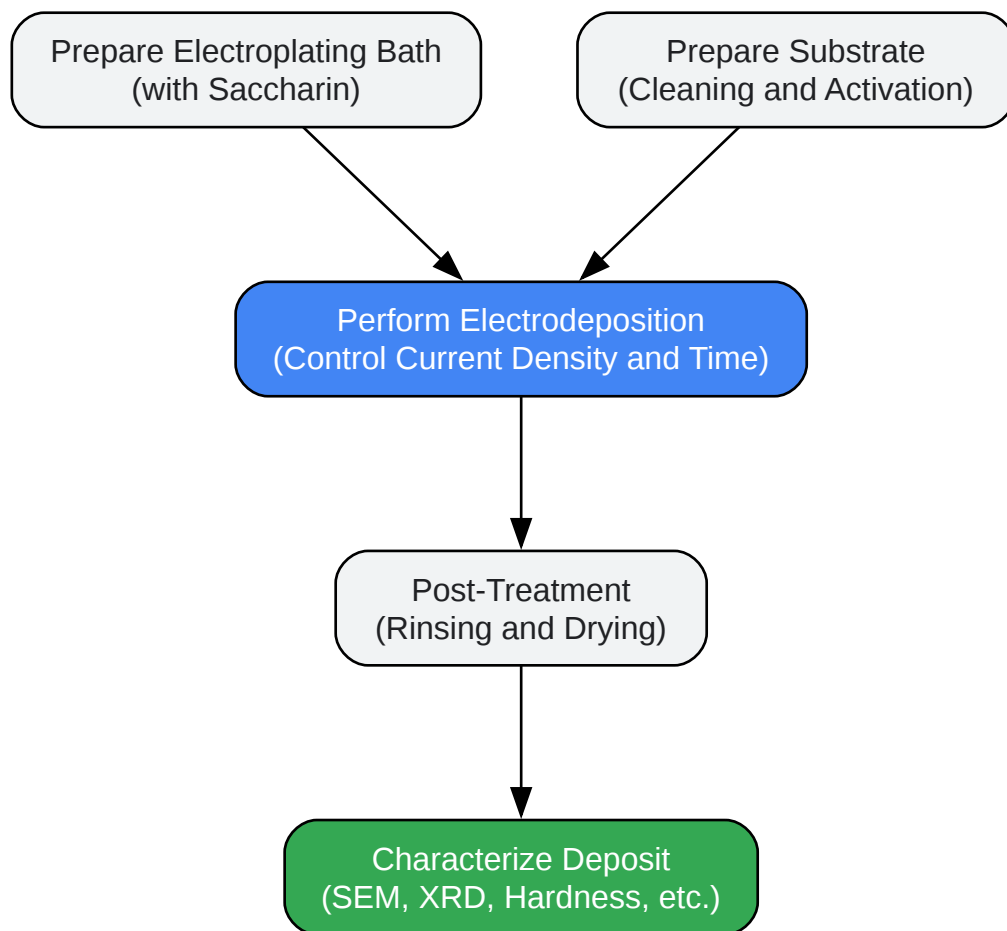 Prepare Electroplating Bath
(with Saccharin)
Prepare Substrate
(Cleaning and Activation)
Perform Electrodeposition
(Control Current Density and Time)
Post-Treatment
(Rinsing and Drying)
Characterize Deposit
(SEM, XRD, Hardness, etc.)